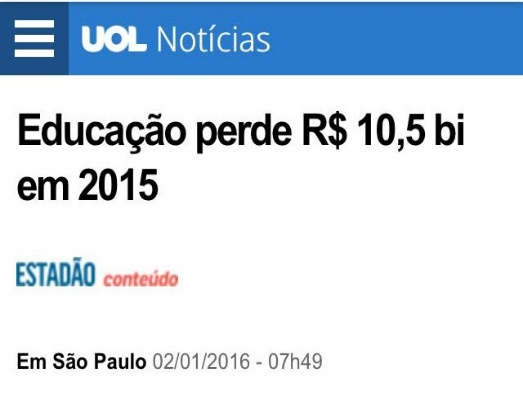 UOL Notícias
Educação perde R$ 10,5 bi
em 2015
ESTADÃO conteúdo
Em São Paulo 02/01/2016 - 07h49